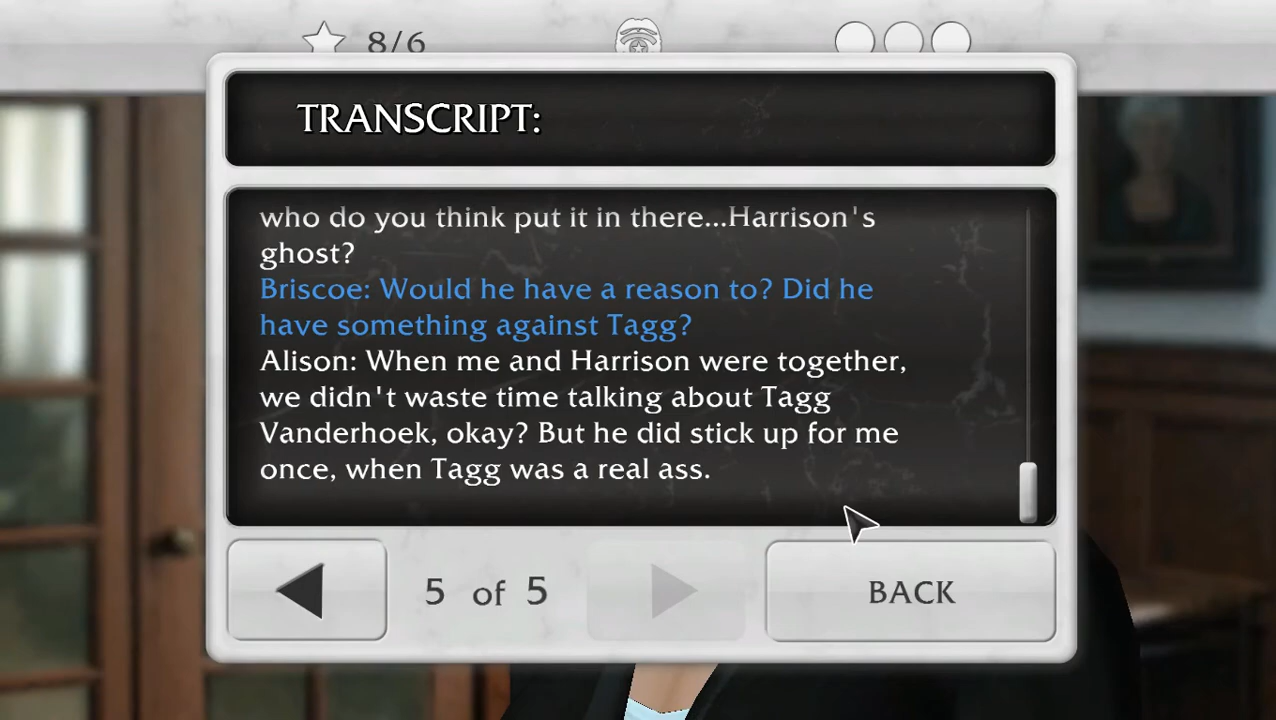 8/6
TRANSCRIPT:
who do you think put it in there...Harrison's
ghost?
Briscoe: Would he have a reason to? Did he
have something against Tagg?
Alison: When me and Harrison were together,
we didn't waste time talking about Tagg
Vanderhoek, okay? But he did stick up for me
once, when Tagg was a real ass.
5 of 5
BACK